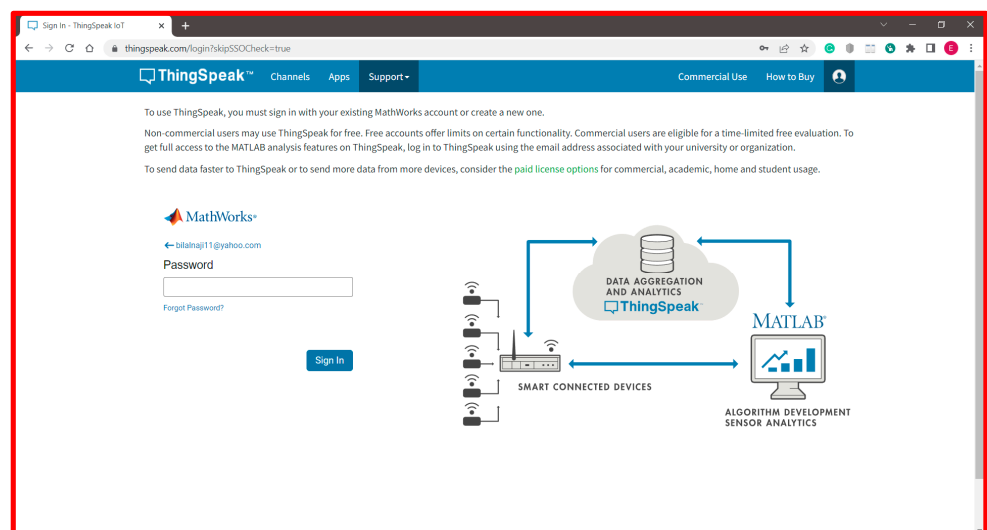 Sign In - ThingSpeak IoT
thingspeak.com/login?skipSSOCheck=true
E
ThingSpeak™ Channels Apps Support Commercial Use How to Buy
To use ThingSpeak, you must sign in with your existing MathWorks account or create a new one.
Non-commercial users may use ThingSpeak for free. Free accounts offer limits on certain functionality. Commercial users are eligible for a time-limited free evaluation. To
get full access to the MATLAB analysis features on ThingSpeak, log in to ThingSpeak using the email address associated with your university or organization.
To send data faster to ThingSpeak or to send more data from more devices, consider the paid license options for commercial, academic, home and student usage.
MathWorks®
bilalnaji11@yahoo.com
Password
Forgot Password?
Sign In
DATA AGGREGATION
AND ANALYTICS
ThingSpeak™
MATLAB®
SMART CONNECTED DEVICES
ALGORITHM DEVELOPMENT
SENSOR ANALYTICS